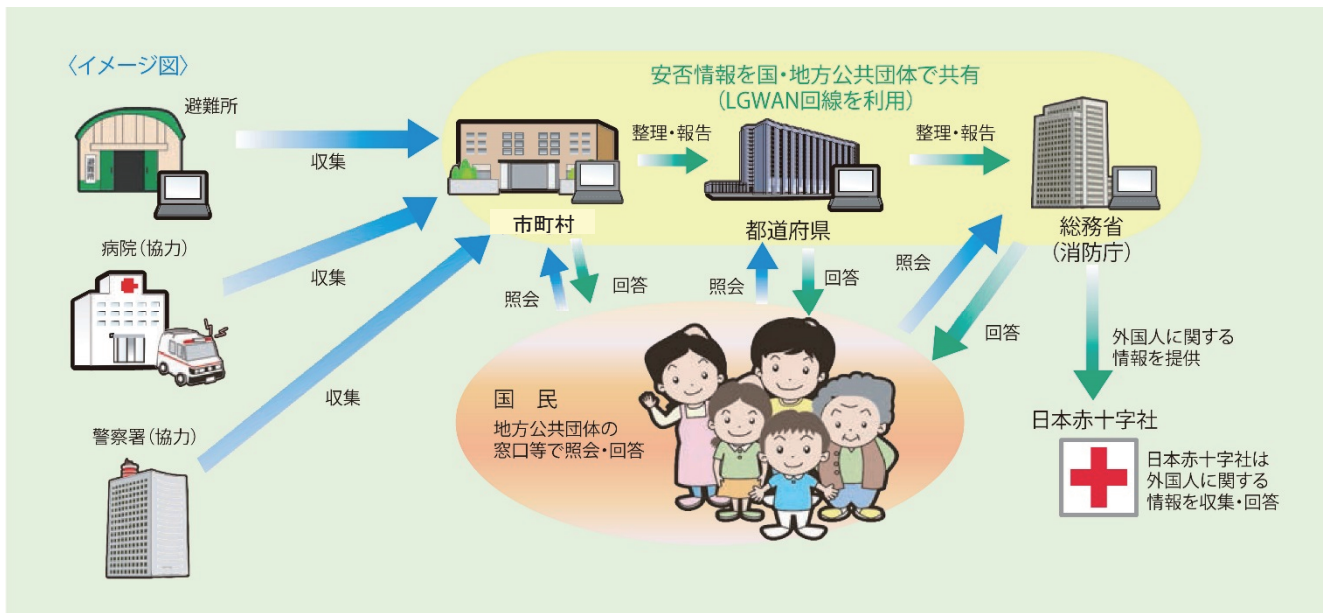 〈イメージ図〉
避難所
収集
病院（協力）
収集
警察署（協力）
収集
安否情報を国・地方公共団体で共有
（LGWAN回線を利用）
整理・報告
整理・報告
市町村
都道府県
総務省
（消防庁）
照会
回答
照会
回答
照会
回答
国　民
地方公共団体の
窓口等で照会・回答
外国人に関する
情報を提供
日本赤十字社
日本赤十字社は
外国人に関する
情報を収集・回答